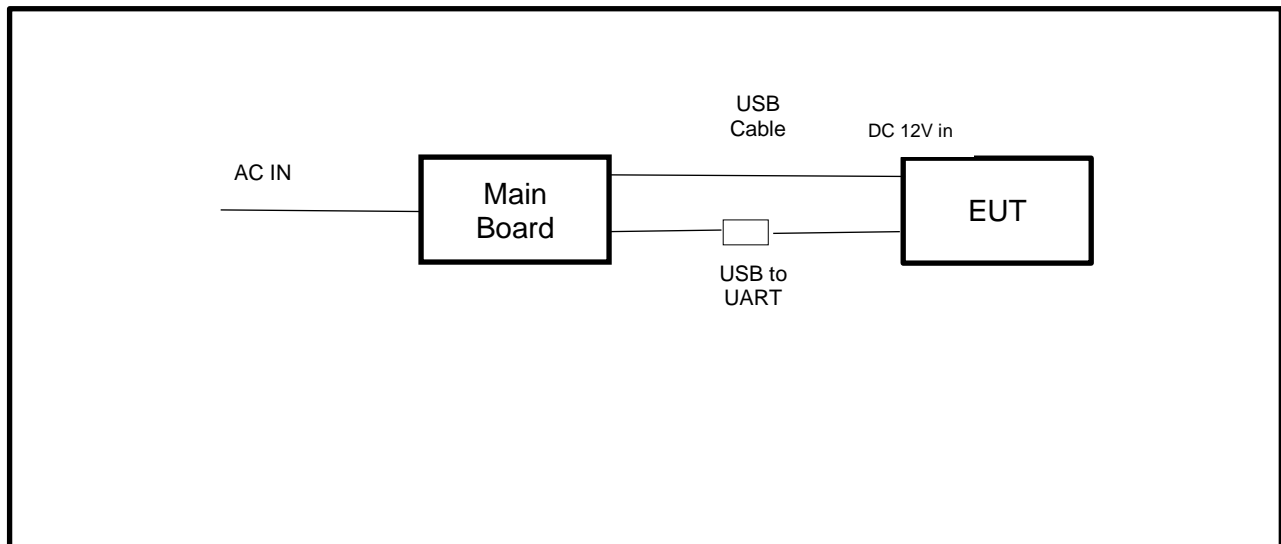 USB
Cable
DC 12V in
AC IN
Main
Board
EUT
USB to
UART